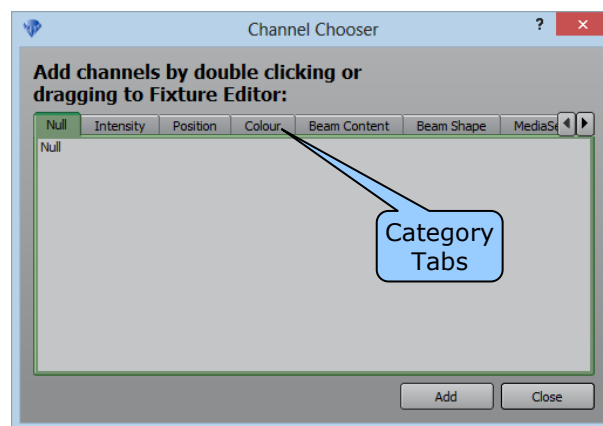 Channel Chooser
?
Add channels by double clicking or
dragging to Fixture Editor:
Null Intensity Position Colour Beam Content Beam Shape MediaSe
Null
Category
Tabs
Add Close